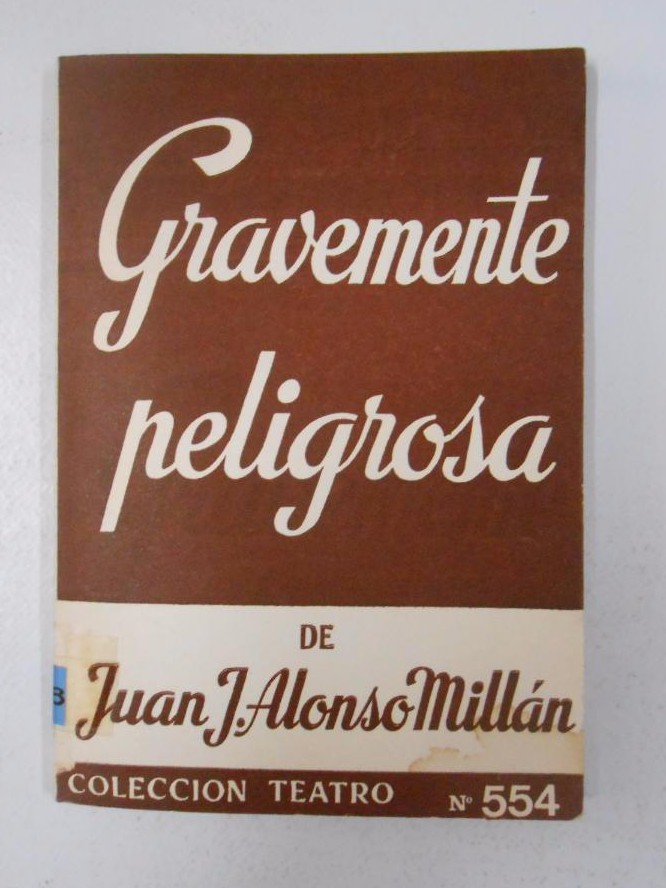 Gravemente
peligrosa
DE
Juan J. Alonso Millán
COLECCION TEATRO Nº 554